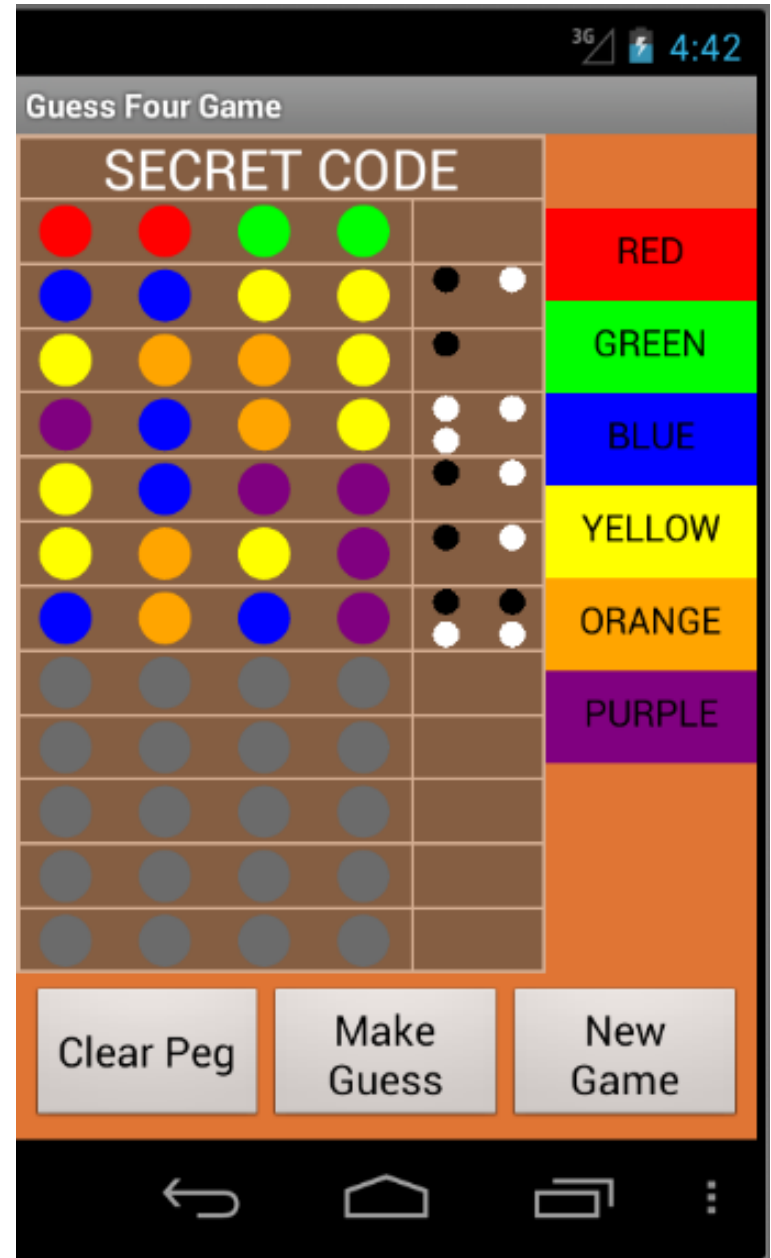 3G 4:42
Guess Four Game
SECRET CODE
RED
GREEN
BLUE
YELLOW
ORANGE
PURPLE
Clear Peg
Make
Guess
New
Game